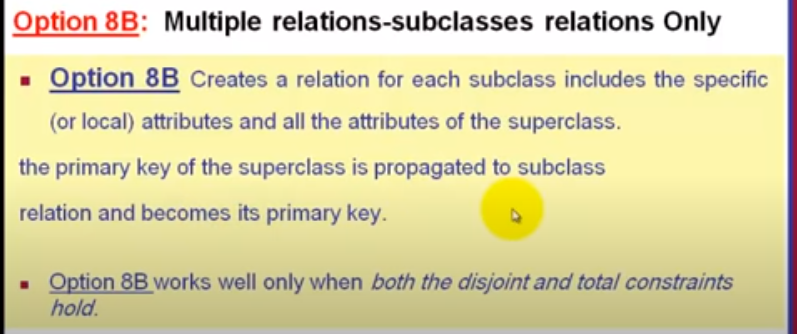 Option 8B: Multiple relations-subclasses relations Only
▪ Option 8B Creates a relation for each subclass includes the specific
(or local) attributes and all the attributes of the superclass.
the primary key of the superclass is propagated to subclass
relation and becomes its primary key.
▪ Option 8B works well only when both the disjoint and total constraints
hold.